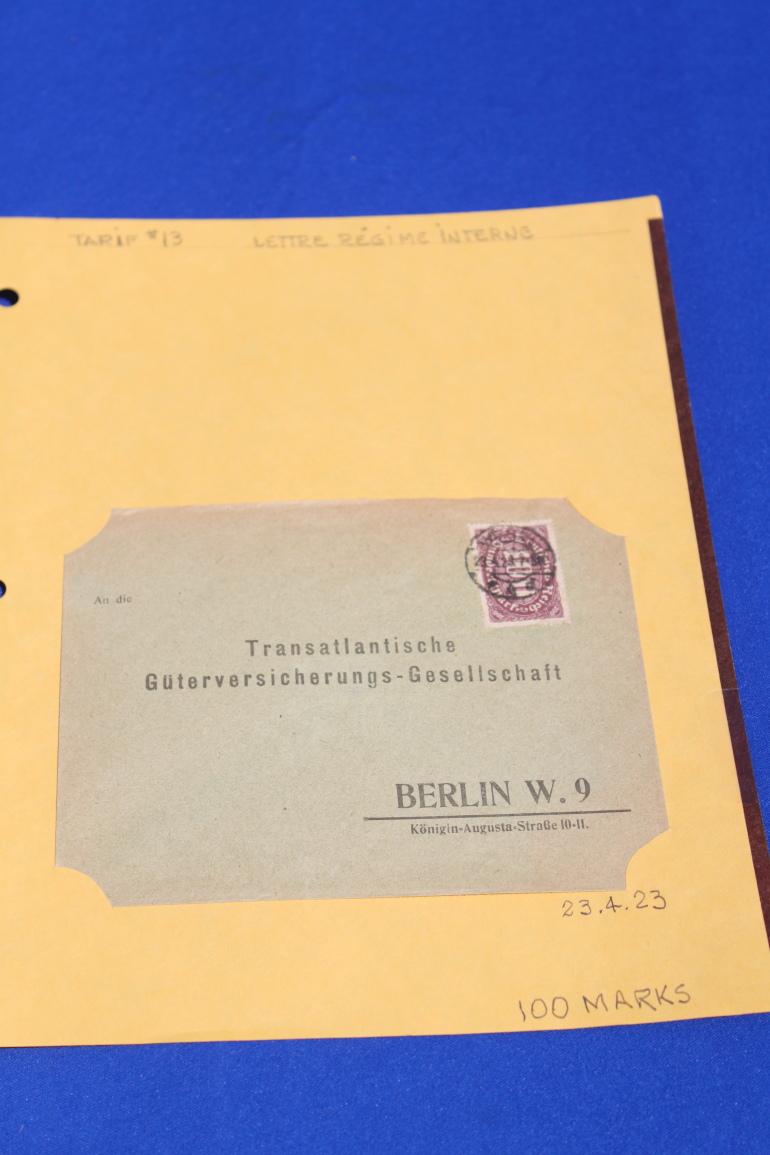 TARIF #13 LETTRE RÉGIME INTERNE
An die
Transatlantische
Güterversicherungs-Gesellschaft
BERLIN W. 9
Königin-Augusta-Straße 10-11.
23.4.23
100 MARKS